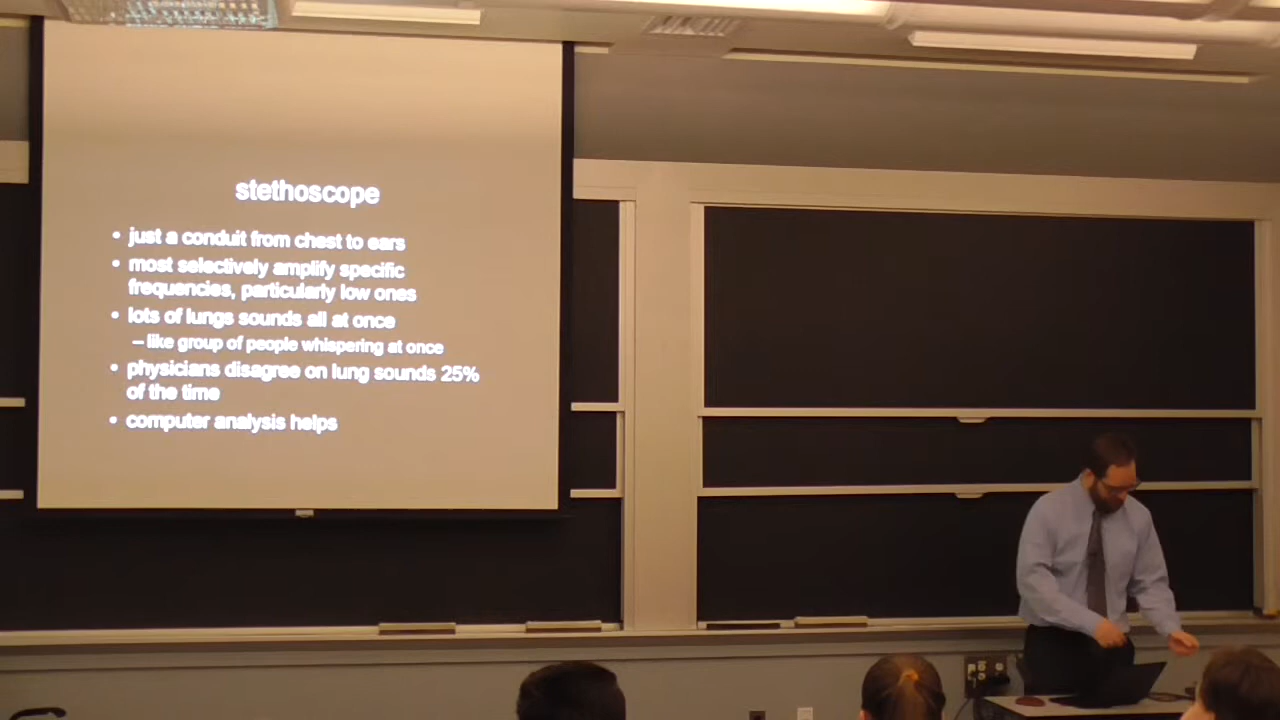 stethoscope
• just a conduit from chest to ears
• most selectively amplify specific
frequencies, particularly low ones
• lots of lungs sounds all at once
– like group of people whispering at once
• physicians disagree on lung sounds 25%
of the time
• computer analysis helps